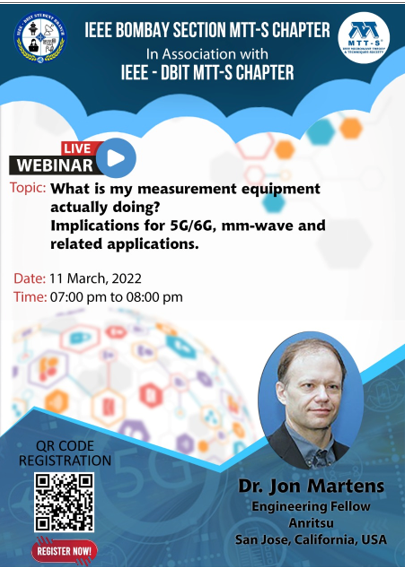 IEEE BOMBAY SECTION MTT-S CHAPTER
In Association with
IEEE - DBIT MTT-S CHAPTER
MTT-S
LIVE
WEBINAR
Topic: What is my measurement equipment
actually doing?
Implications for 5G/6G, mm-wave and
related applications.
Date: 11 March, 2022
Time: 07:00 pm to 08:00 pm
5G
QR CODE
REGISTRATION
REGISTER NOW!
Dr. Jon Martens
Engineering Fellow
Anritsu
San Jose, California, USA